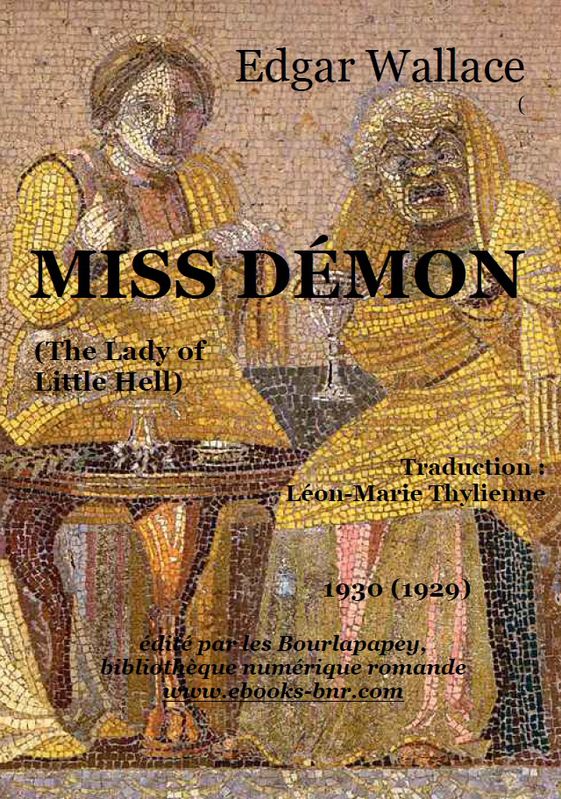 Edgar Wallace
(
MISS DÉMON
(The Lady of
Little Hell)
Traduction :
Léon-Marie Thylienne
1930 (1929)
édité par les Bourlapapey,
bibliothèque numérique romande
www.ebooks-bnr.com